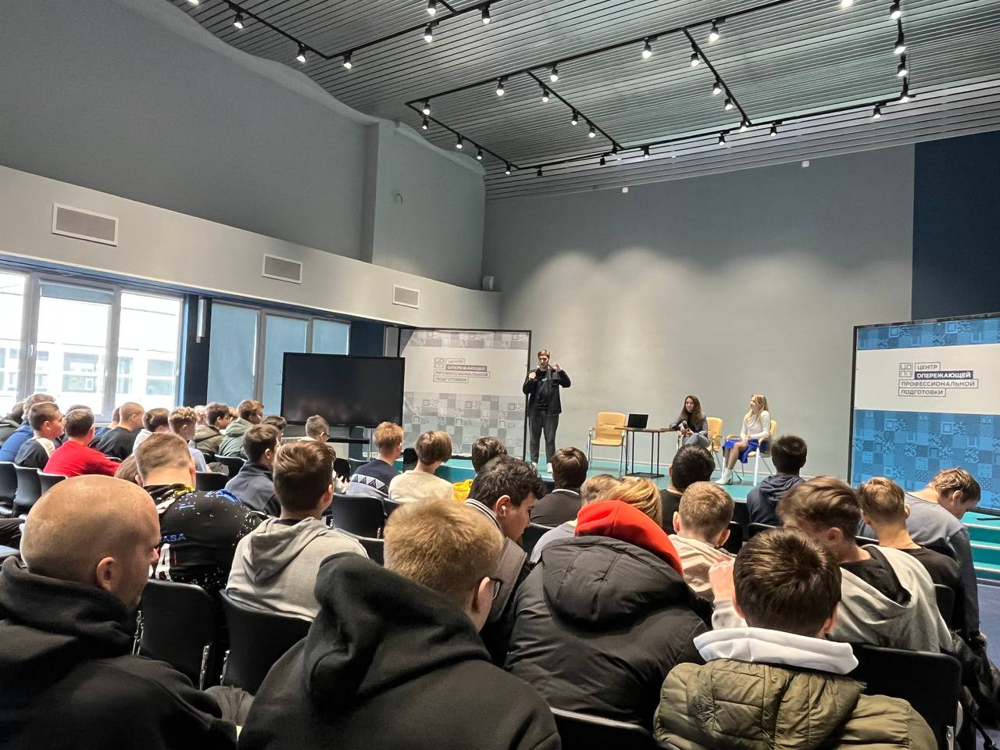 ЦЕНТР
ОПЕРЕЖАЮЩЕЙ
ПРОФЕССИОНАЛЬНОЙ
ПОДГОТОВКИ
ЦЕНТР
ОПЕРЕЖАЮЩЕЙ
ПРОФЕССИОНАЛЬНОЙ
ПОДГОТОВКИ